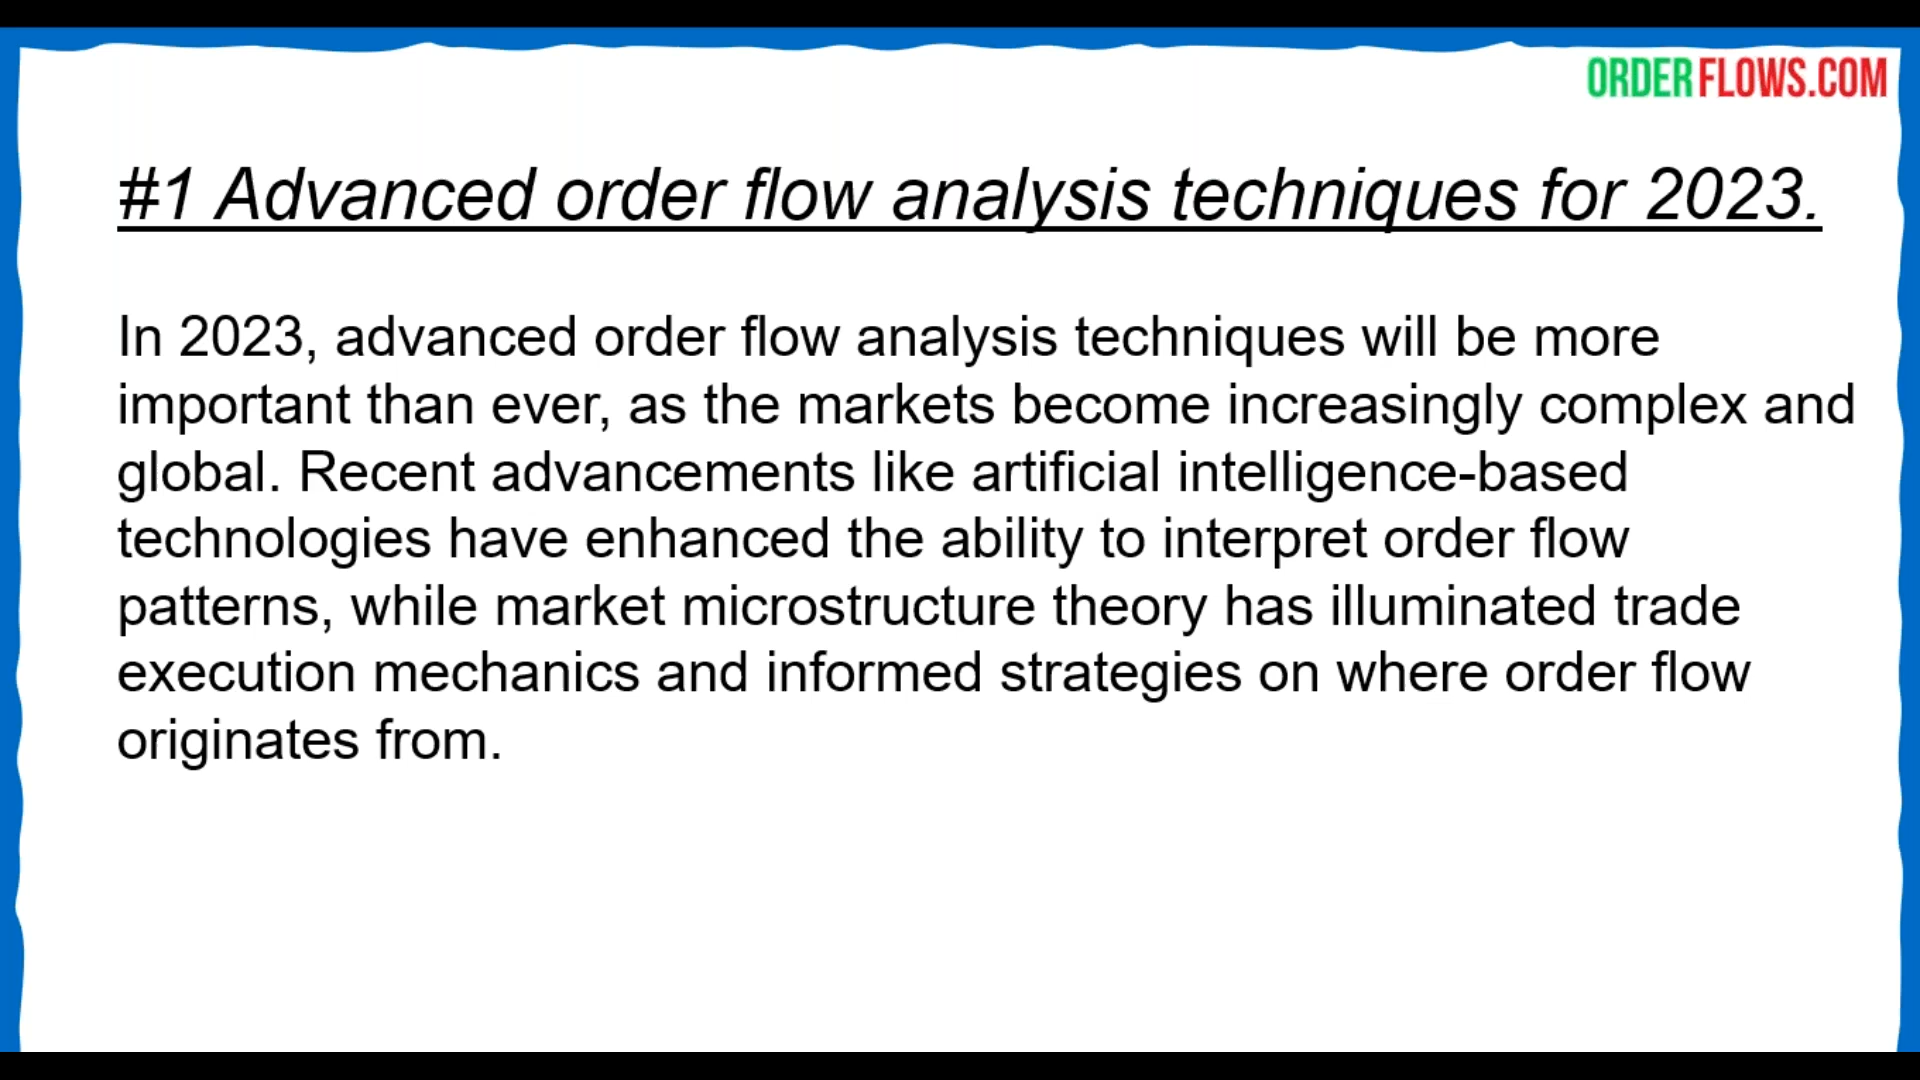 ORDERFLOWS.COM
#1 Advanced order flow analysis techniques for 2023.
In 2023, advanced order flow analysis techniques will be more
important than ever, as the markets become increasingly complex and
global. Recent advancements like artificial intelligence-based
technologies have enhanced the ability to interpret order flow
patterns, while market microstructure theory has illuminated trade
execution mechanics and informed strategies on where order flow
originates from.